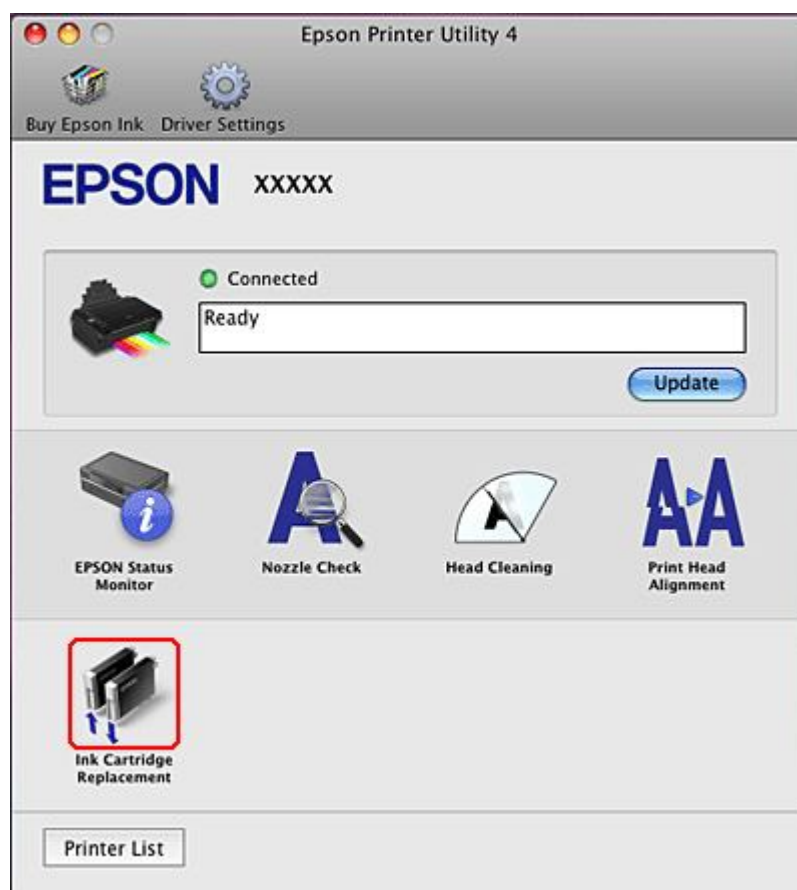 Epson Printer Utility 4
Buy Epson Ink Driver Settings
EPSON XXXXX
Connected
Ready
Update
EPSON Status
Monitor
Nozzle Check
Head Cleaning
Print Head
Alignment
Ink Cartridge
Replacement
Printer List